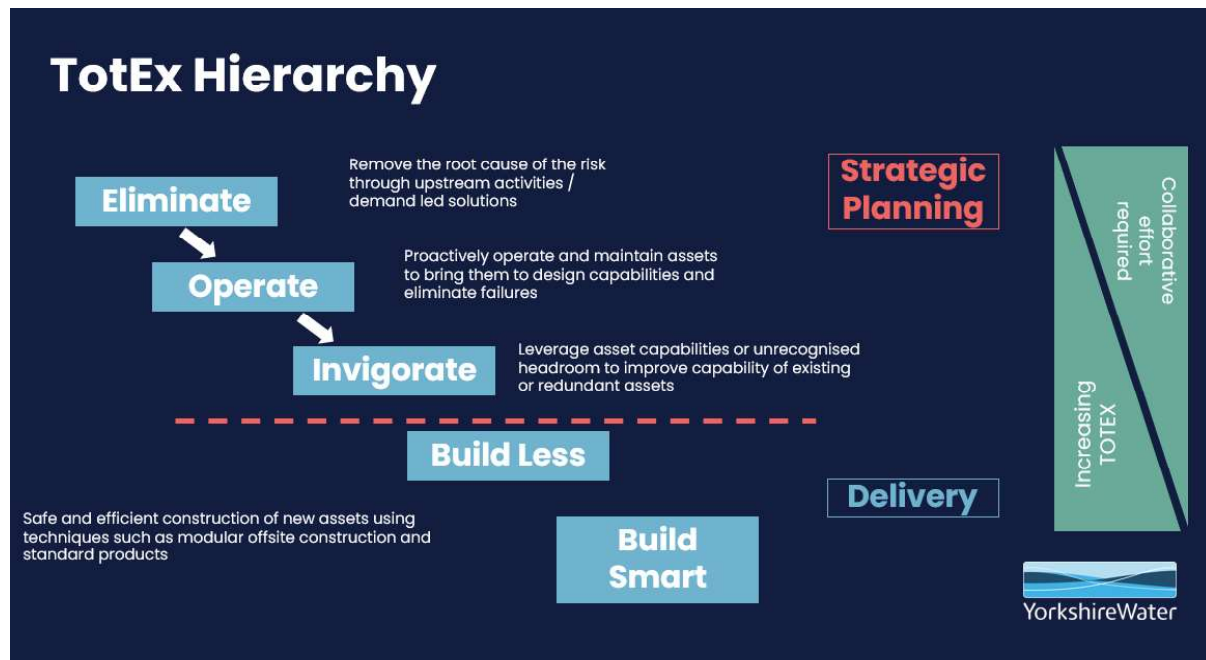 TotEx Hierarchy
Eliminate
Remove the root cause of the risk
through upstream activities /
demand led solutions
Strategic
Planning
Operate
Proactively operate and maintain assets
to bring them to design capabilities and
eliminate failures
Invigorate
Leverage asset capabilities or unrecognised
headroom to improve capability of existing
or redundant assets
Build Less
Delivery
Safe and efficient construction of new assets using
techniques such as modular offsite construction and
standard products
Build
Smart
Collaborative
effort
required
Increasing
TOTEX
YorkshireWater